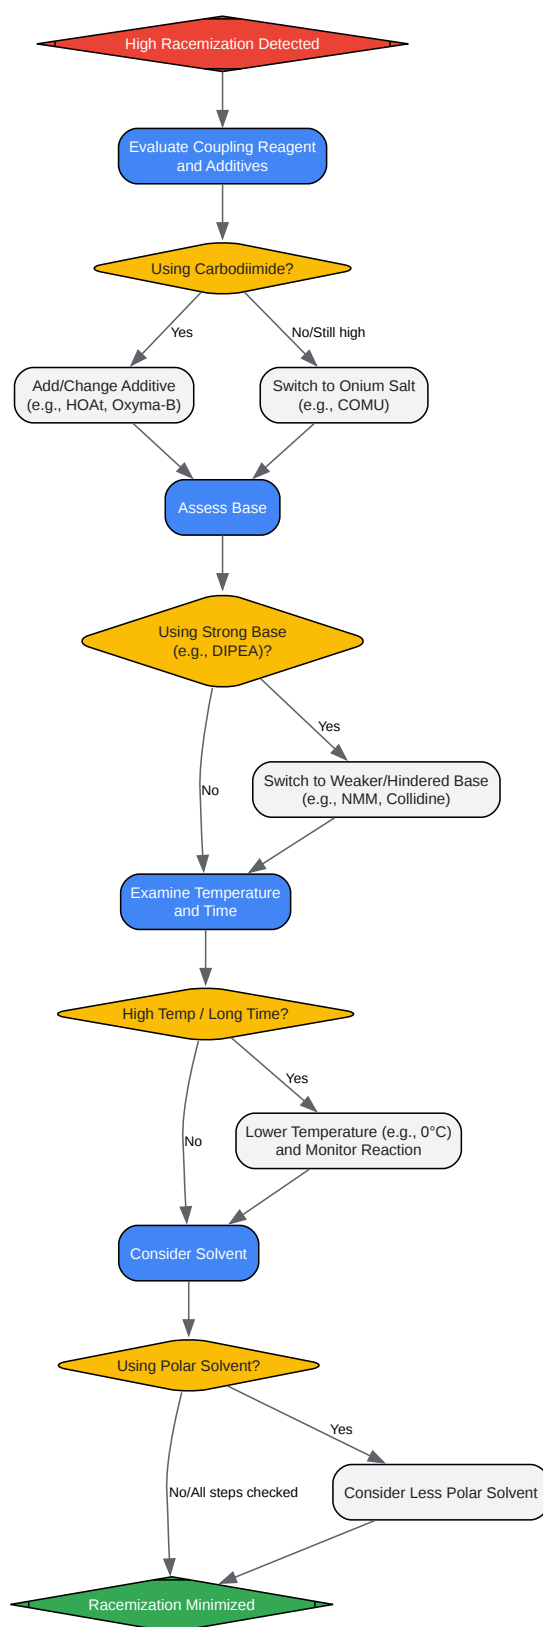 High Racemization Detected
Evaluate Coupling Reagent
and Additives
Using Carbodiimide?
Yes
No/Still high
Add/Change Additive
(e.g., HOAt, Oxyma-B)
Switch to Onium Salt
(e.g., COMU)
Assess Base
Using Strong Base
(e.g., DIPEA)?
Yes
No
Switch to Weaker/Hindered Base
(e.g., NMM, Collidine)
Examine Temperature
and Time
High Temp / Long Time?
Yes
No
Lower Temperature (e.g., 0°C)
and Monitor Reaction
Consider Solvent
Using Polar Solvent?
Yes
No/All steps checked
Consider Less Polar Solvent
Racemization Minimized